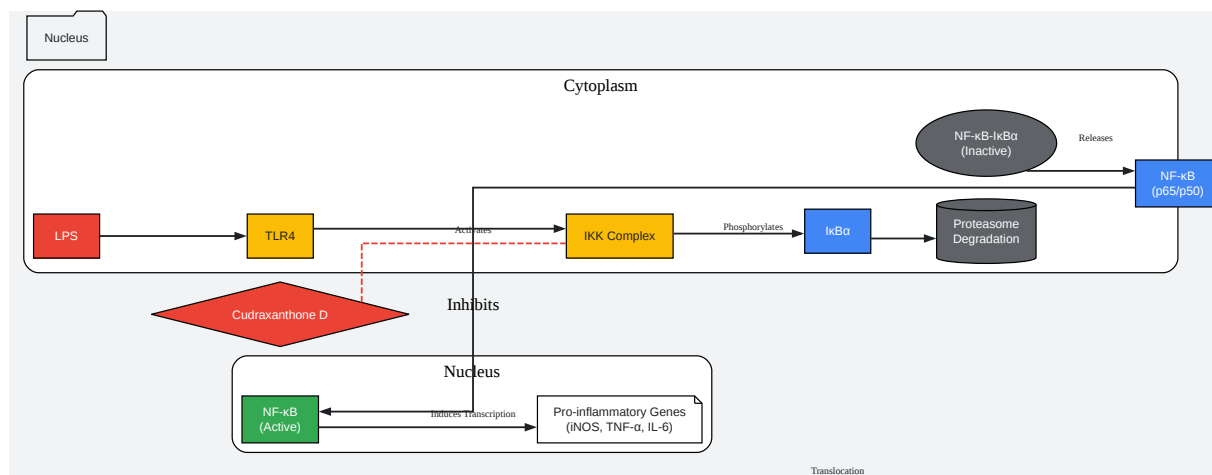 Nucleus
Cytoplasm
NF-κB-IκBα
(Inactive)
Releases
NF-κB
(p65/p50)
LPS
TLR4
Activates
IKK Complex
Phosphorylates
IκBα
Proteasome
Degradation
Cudraxanthone D
Inhibits
Nucleus
NF-κB
(Active)
Induces Transcription
Pro-inflammatory Genes
(iNOS, TNF-α, IL-6)
Translocation